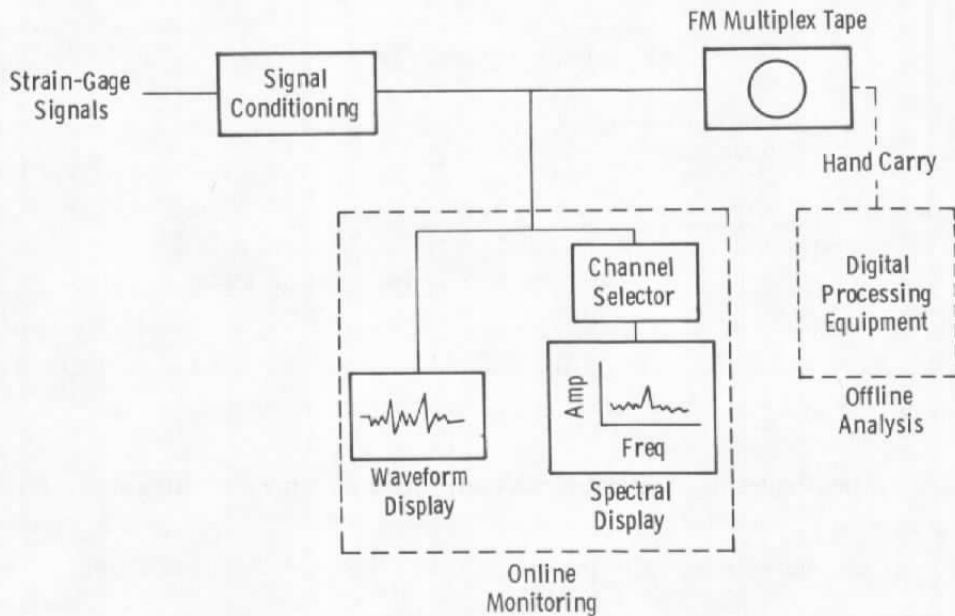 FM Multiplex Tape
Strain-Gage
Signals
Signal
Conditioning
Hand Carry
Channel
Selector
Digital
Processing
Equipment
Amp
Freq
Offline
Analysis
Waveform
Display
Spectral
Display
Online
Monitoring